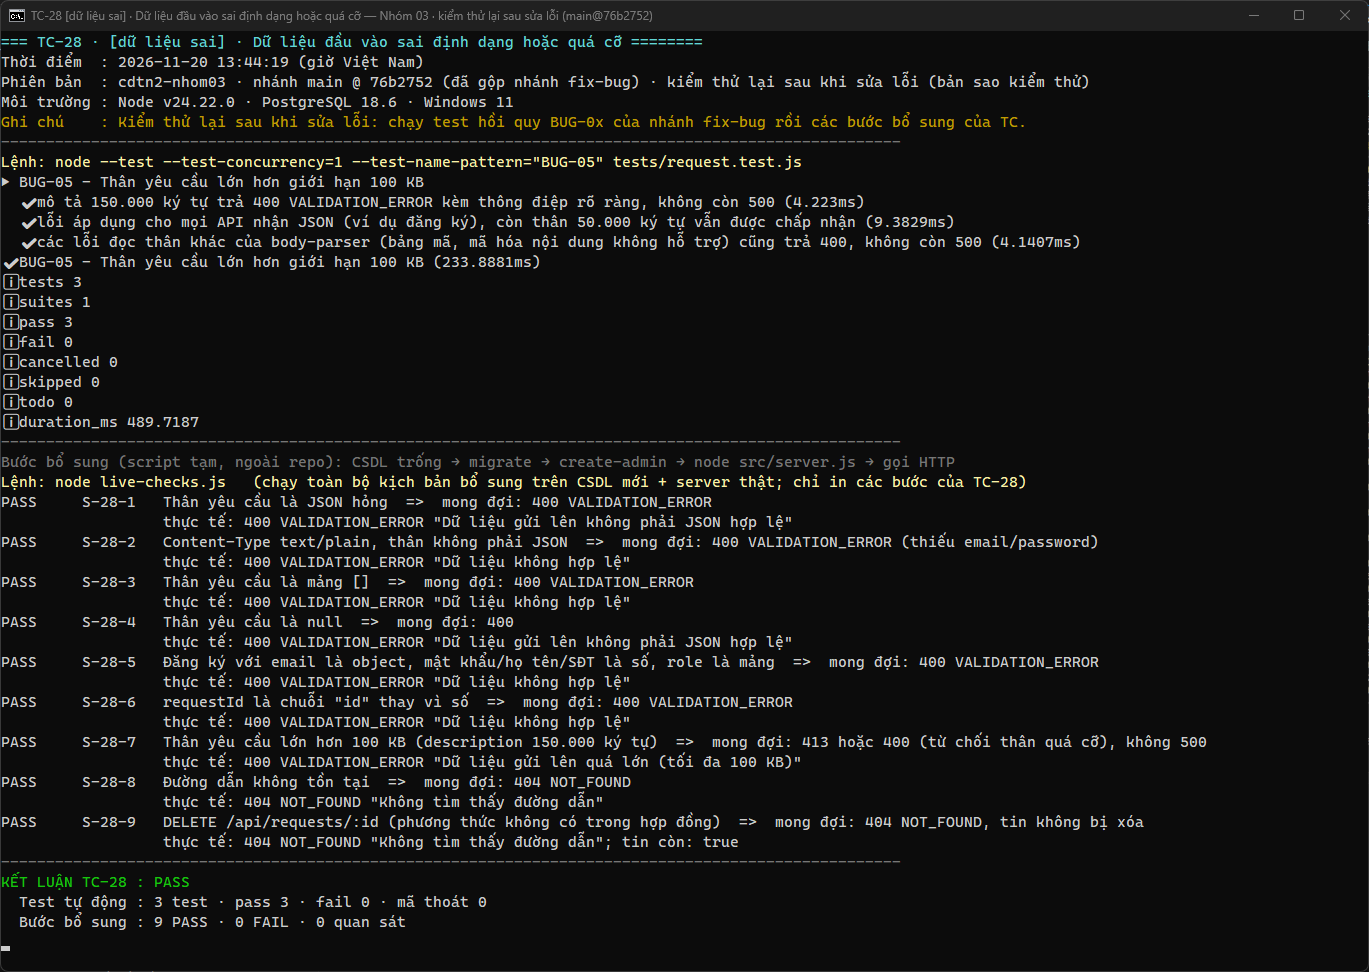 TC-28 [dữ liệu sai] · Dữ liệu đầu vào sai định dạng hoặc quá cỡ — Nhóm 03 · kiểm thử lại sau sửa lỗi (main@76b2752)
=== TC-28 · [dữ liệu sai] · Dữ liệu đầu vào sai định dạng hoặc quá cỡ ========
Thời điểm  : 2026-11-20 13:44:19 (giờ Việt Nam)
Phiên bản  : cdtn2-nhom03 · nhánh main @ 76b2752 (đã gộp nhánh fix-bug) · kiểm thử lại sau khi sửa lỗi (bản sao kiểm thử)
Môi trường : Node v24.22.0 · PostgreSQL 18.6 · Windows 11
Ghi chú    : Kiểm thử lại sau khi sửa lỗi: chạy test hồi quy BUG-0x của nhánh fix-bug rồi các bước bổ sung của TC.
----------------------------------------------------------------------------------------------------
Lệnh: node --test --test-concurrency=1 --test-name-pattern="BUG-05" tests/request.test.js
▶ BUG-05 - Thân yêu cầu lớn hơn giới hạn 100 KB
✔mô tả 150.000 ký tự trả 400 VALIDATION_ERROR kèm thông điệp rõ ràng, không còn 500 (4.223ms)
✔lỗi áp dụng cho mọi API nhận JSON (ví dụ đăng ký), còn thân 50.000 ký tự vẫn được chấp nhận (9.3829ms)
✔các lỗi đọc thân khác của body-parser (bảng mã, mã hóa nội dung không hỗ trợ) cũng trả 400, không còn 500 (4.1407ms)
✔BUG-05 - Thân yêu cầu lớn hơn giới hạn 100 KB (233.8881ms)
ℹtests 3
ℹsuites 1
ℹpass 3
ℹfail 0
ℹcancelled 0
ℹskipped 0
ℹtodo 0
ℹduration_ms 489.7187
----------------------------------------------------------------------------------------------------
Bước bổ sung (script tạm, ngoài repo): CSDL trống → migrate → create-admin → node src/server.js → gọi HTTP
Lệnh: node live-checks.js   (chạy toàn bộ kịch bản bổ sung trên CSDL mới + server thật; chỉ in các bước của TC-28)
PASS     S-28-1   Thân yêu cầu là JSON hỏng  =>  mong đợi: 400 VALIDATION_ERROR
thực tế: 400 VALIDATION_ERROR "Dữ liệu gửi lên không phải JSON hợp lệ"
PASS     S-28-2   Content-Type text/plain, thân không phải JSON  =>  mong đợi: 400 VALIDATION_ERROR (thiếu email/password)
thực tế: 400 VALIDATION_ERROR "Dữ liệu không hợp lệ"
PASS     S-28-3   Thân yêu cầu là mảng []  =>  mong đợi: 400 VALIDATION_ERROR
thực tế: 400 VALIDATION_ERROR "Dữ liệu không hợp lệ"
PASS     S-28-4   Thân yêu cầu là null  =>  mong đợi: 400
thực tế: 400 VALIDATION_ERROR "Dữ liệu gửi lên không phải JSON hợp lệ"
PASS     S-28-5   Đăng ký với email là object, mật khẩu/họ tên/SĐT là số, role là mảng  =>  mong đợi: 400 VALIDATION_ERROR
thực tế: 400 VALIDATION_ERROR "Dữ liệu không hợp lệ"
PASS     S-28-6   requestId là chuỗi "id" thay vì số  =>  mong đợi: 400 VALIDATION_ERROR
thực tế: 400 VALIDATION_ERROR "Dữ liệu không hợp lệ"
PASS     S-28-7   Thân yêu cầu lớn hơn 100 KB (description 150.000 ký tự)  =>  mong đợi: 413 hoặc 400 (từ chối thân quá cỡ), không 500
thực tế: 400 VALIDATION_ERROR "Dữ liệu gửi lên quá lớn (tối đa 100 KB)"
PASS     S-28-8   Đường dẫn không tồn tại  =>  mong đợi: 404 NOT_FOUND
thực tế: 404 NOT_FOUND "Không tìm thấy đường dẫn"
PASS     S-28-9   DELETE /api/requests/:id (phương thức không có trong hợp đồng)  =>  mong đợi: 404 NOT_FOUND, tin không bị xóa
thực tế: 404 NOT_FOUND "Không tìm thấy đường dẫn"; tin còn: true
----------------------------------------------------------------------------------------------------
KẾT LUẬN TC-28 : PASS
Test tự động : 3 test · pass 3 · fail 0 · mã thoát 0
Bước bổ sung : 9 PASS · 0 FAIL · 0 quan sát